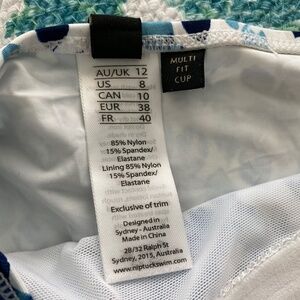 AU/UK 12
US 8
CAN 10
EUR 38
FR 40
85% Nylon
15% Spandex/
Elastane
Lining 85% Nylon
15% Spandex/
Elastane
Exclusive of trim
Designed in
Sydney - Australia
Made in China
28/32 Ralph St
Sydney, 2015, Australia
www.niptuckswim.com
MULTI
FIT
CUP